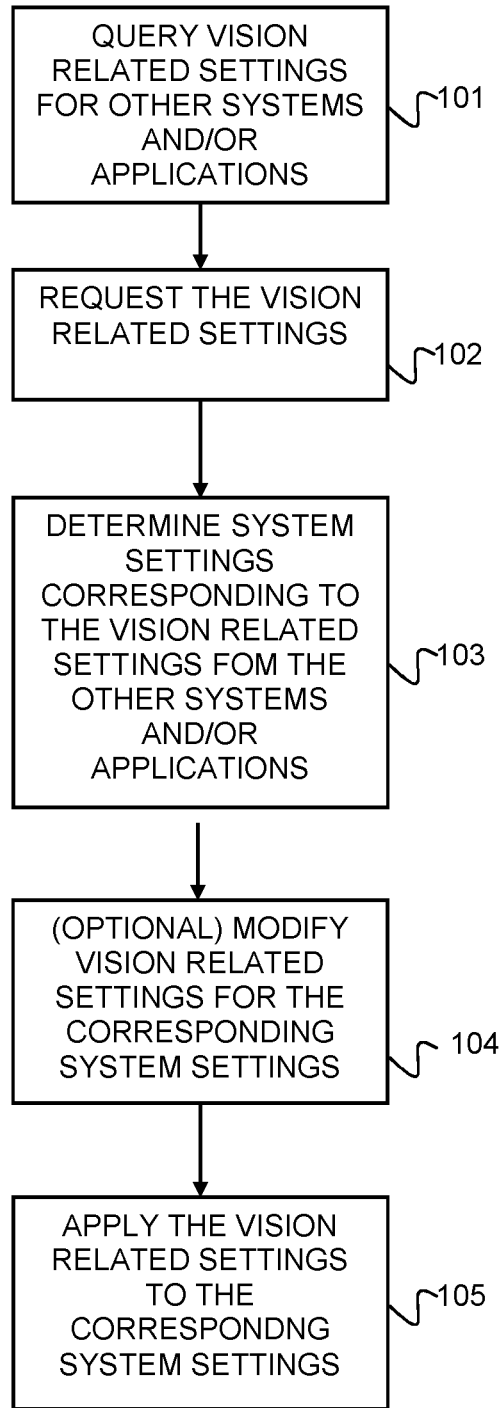 QUERY VISION
RELATED SETTINGS
FOR OTHER SYSTEMS
AND/OR
APPLICATIONS
101
REQUEST THE VISION
RELATED SETTINGS
102
DETERMINE SYSTEM
SETTINGS
CORRESPONDING TO
THE VISION RELATED
SETTINGS FOM THE
OTHER SYSTEMS
AND/OR
APPLICATIONS
103
(OPTIONAL) MODIFY
VISION RELATED
SETTINGS FOR THE
CORRESPONDING
SYSTEM SETTINGS
104
APPLY THE VISION
RELATED SETTINGS
TO THE
CORRESPONDNG
SYSTEM SETTINGS
105